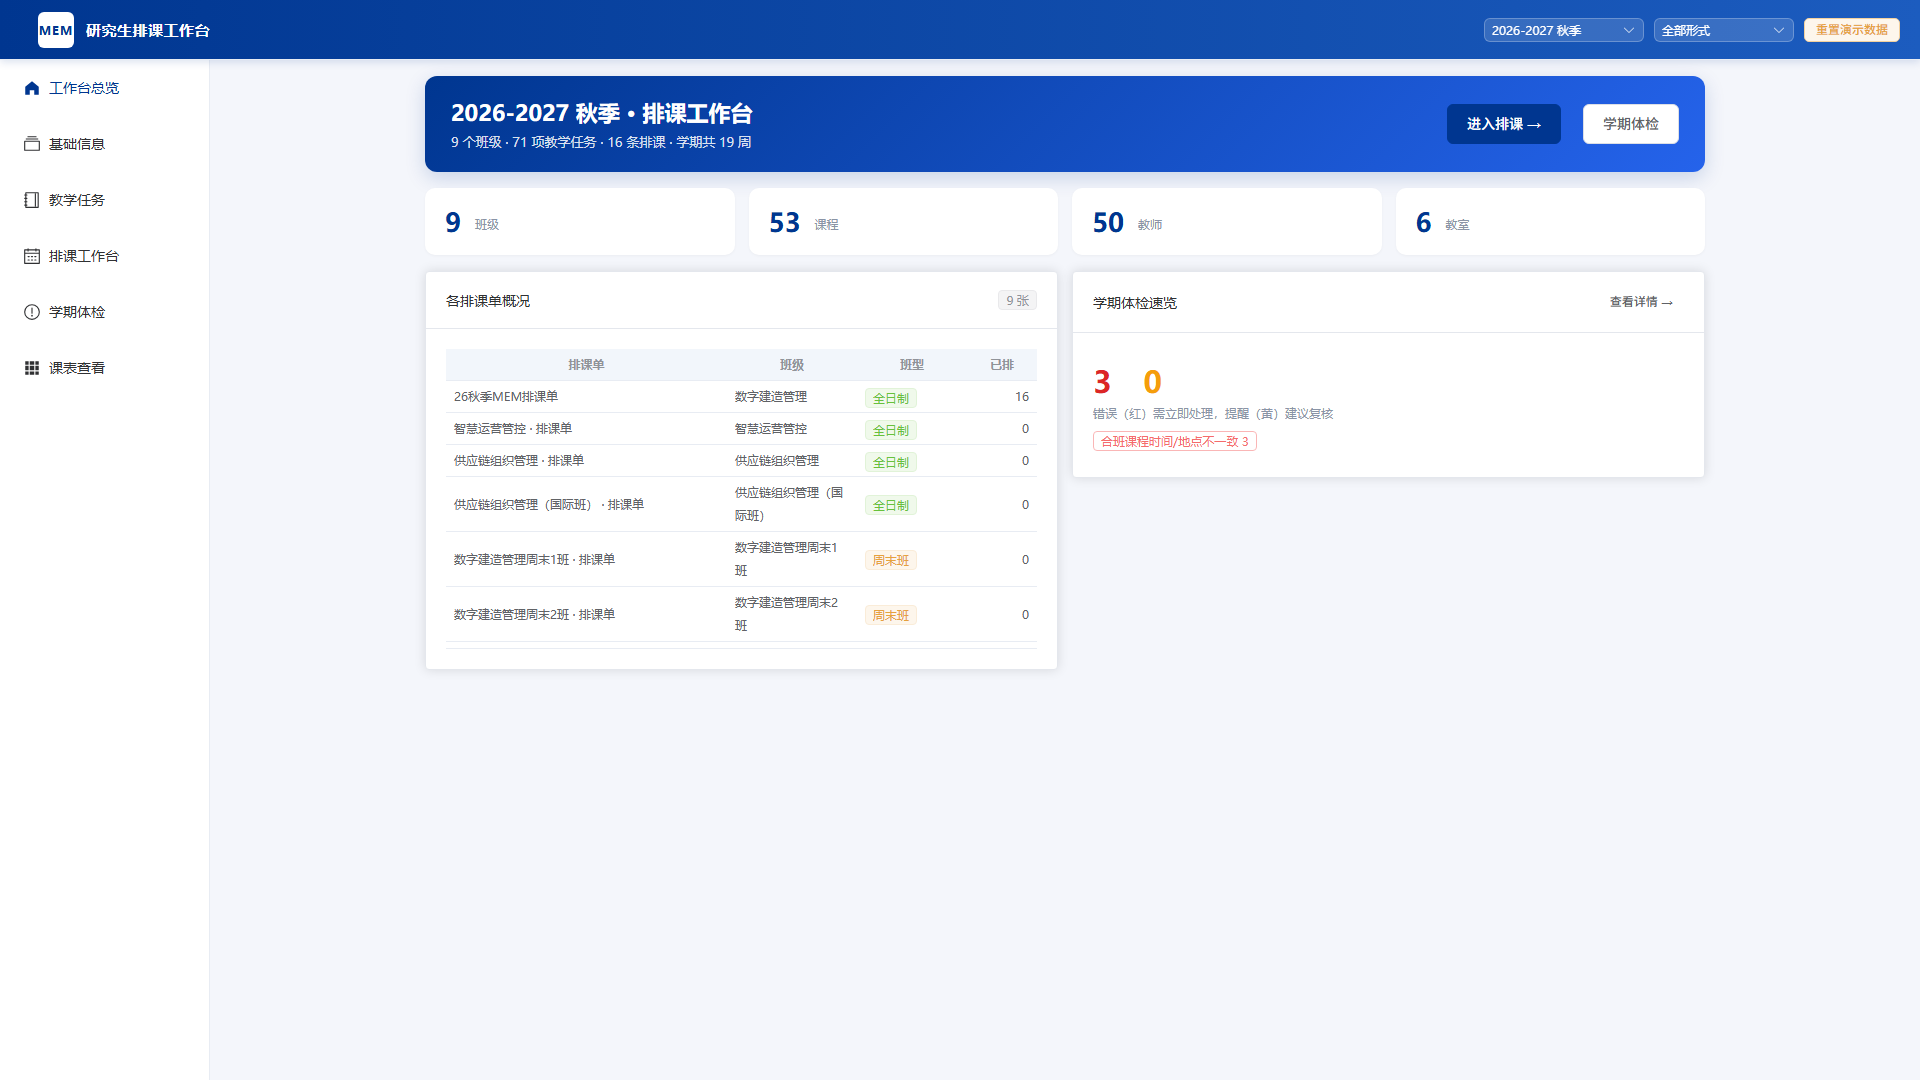 MEM 研究生排课工作台
2026-2027 秋季
全部形式
重置演示数据
工作台总览
基础信息
教学任务
排课工作台
学期体检
课表查看
2026-2027 秋季 • 排课工作台
9 个班级 · 71 项教学任务 · 16 条排课 · 学期共 19 周
进入排课 →
学期体检
9 班级
53 课程
50 教师
6 教室
各排课单概况
9 张
排课单 班级 班型 已排
26秋季MEM排课单 数字建造管理 全日制 16
智慧运营管控 · 排课单 智慧运营管控 全日制 0
供应链组织管理 · 排课单 供应链组织管理 全日制 0
供应链组织管理（国际班） · 排课单 供应链组织管理（国
际班） 全日制 0
数字建造管理周末1班 · 排课单 数字建造管理周末1
班 周末班 0
数字建造管理周末2班 · 排课单 数字建造管理周末2
班 周末班 0
学期体检速览
查看详情 →
3 0
错误（红）需立即处理，提醒（黄）建议复核
合班课程时间/地点不一致 3